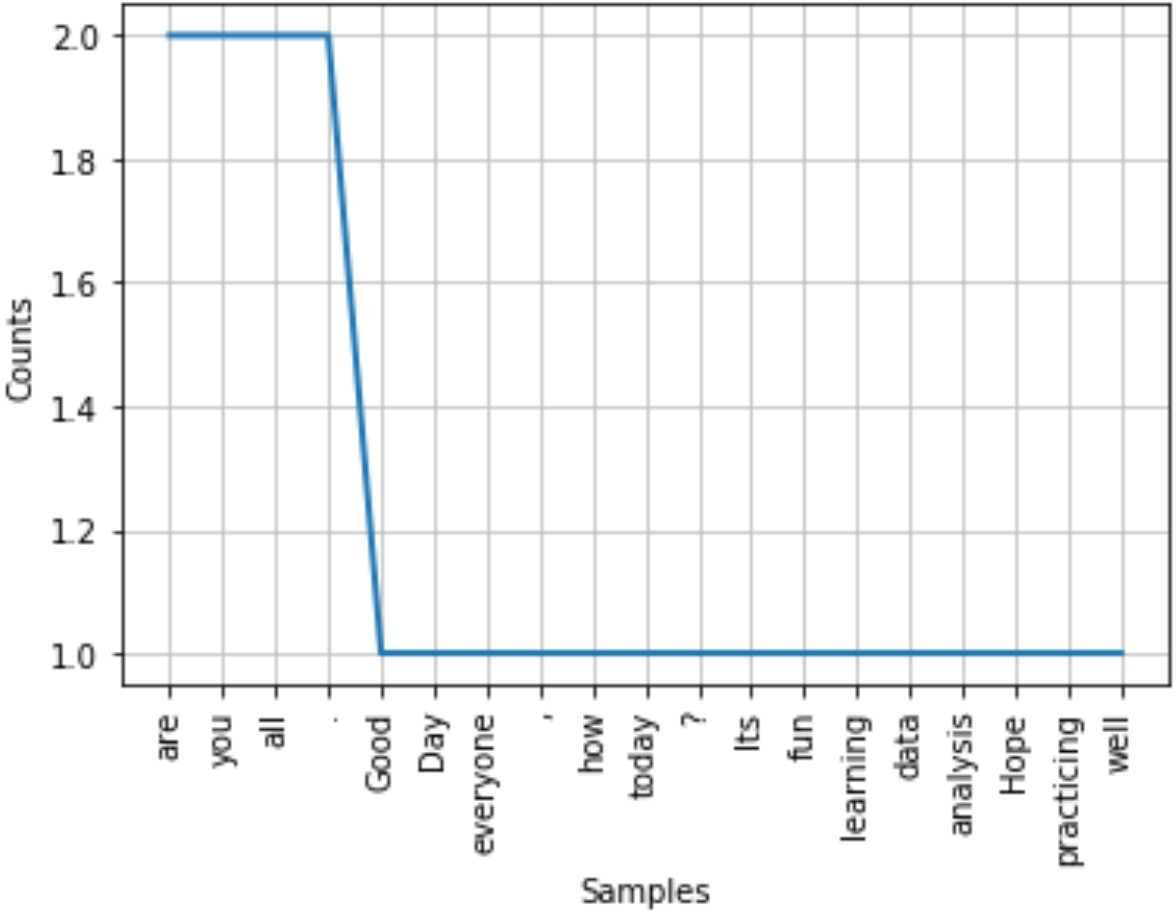 2.0
1.8
1.6
1.4
1.2
1.0
Counts
are
you
all
.
Good
Day
everyone
,
how
today
?
Its
fun
learning
data
analysis
Hope
practicing
well
Samples